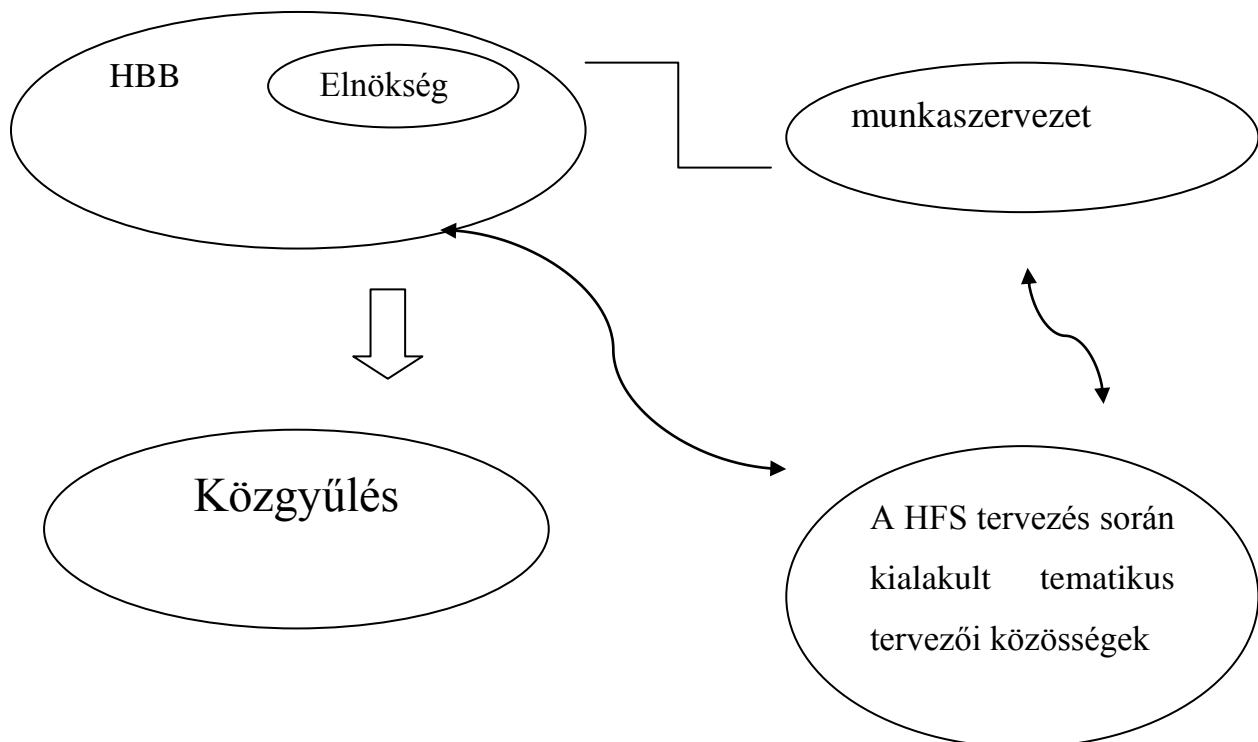 HBB
Elnökség
munkaszervezet
Közgyűlés
A HFS tervezés során
kialakult tematikus
tervezői közösségek